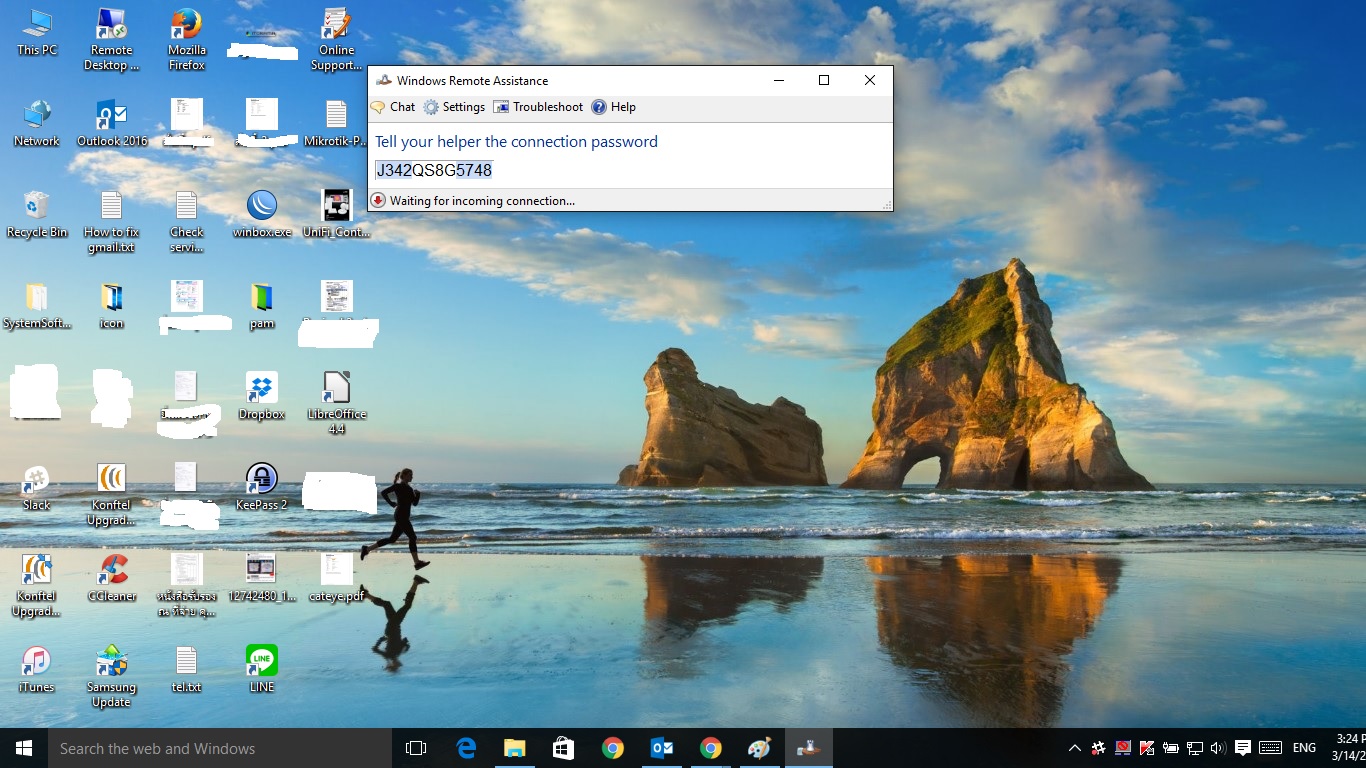 This PC
Remote
Desktop ...
Mozilla
Firefox
Online
Support...
Windows Remote Assistance
Chat
Settings
Troubleshoot
Help
Tell your helper the connection password
J342QS8G5748
Waiting for incoming connection...
Network
Outlook 2016
Mikrotik-P...
Recycle Bin
How to fix
gmail.txt
Check
servi...
winbox.exe
UniFi_Cont...
SystemSoft...
icon
pam
Dropbox
LibreOffice
4.4
Slack
Konftel
Upgrad...
KeePass 2
Konftel
Upgrad...
CCleaner
หนังสือรับรอง
ณ ที่จ่าย คุ...
12742480_1...
cateye.pdf
iTunes
Samsung
Update
tel.txt
LINE
LINE
Search the web and Windows
ENG
3:24 P
3/14/2